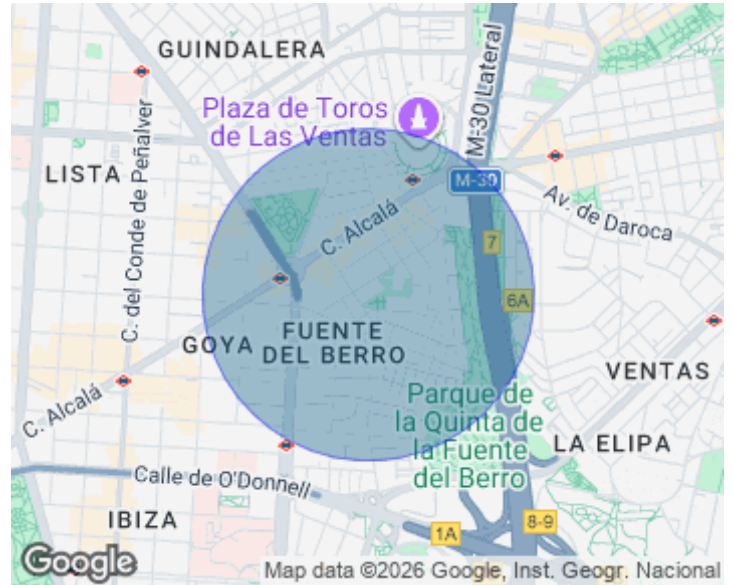 GUINDALERA
Plaza de Toros
de Las Ventas
M-30 Lateral
LISTA
C. del Conde de Peñalver
M-30
Av. de Daroca
C. Alcalá
7
6A
GOYA
FUENTE
DEL BERRO
VENTAS
C. Alcalá
Parque de
la Quinta de
la Fuente
del Berro
LA ELIPA
Calle de O'Donnell
IBIZA
1A
8-9
Google
Map data ©2026 Google, Inst. Geogr. Nacional